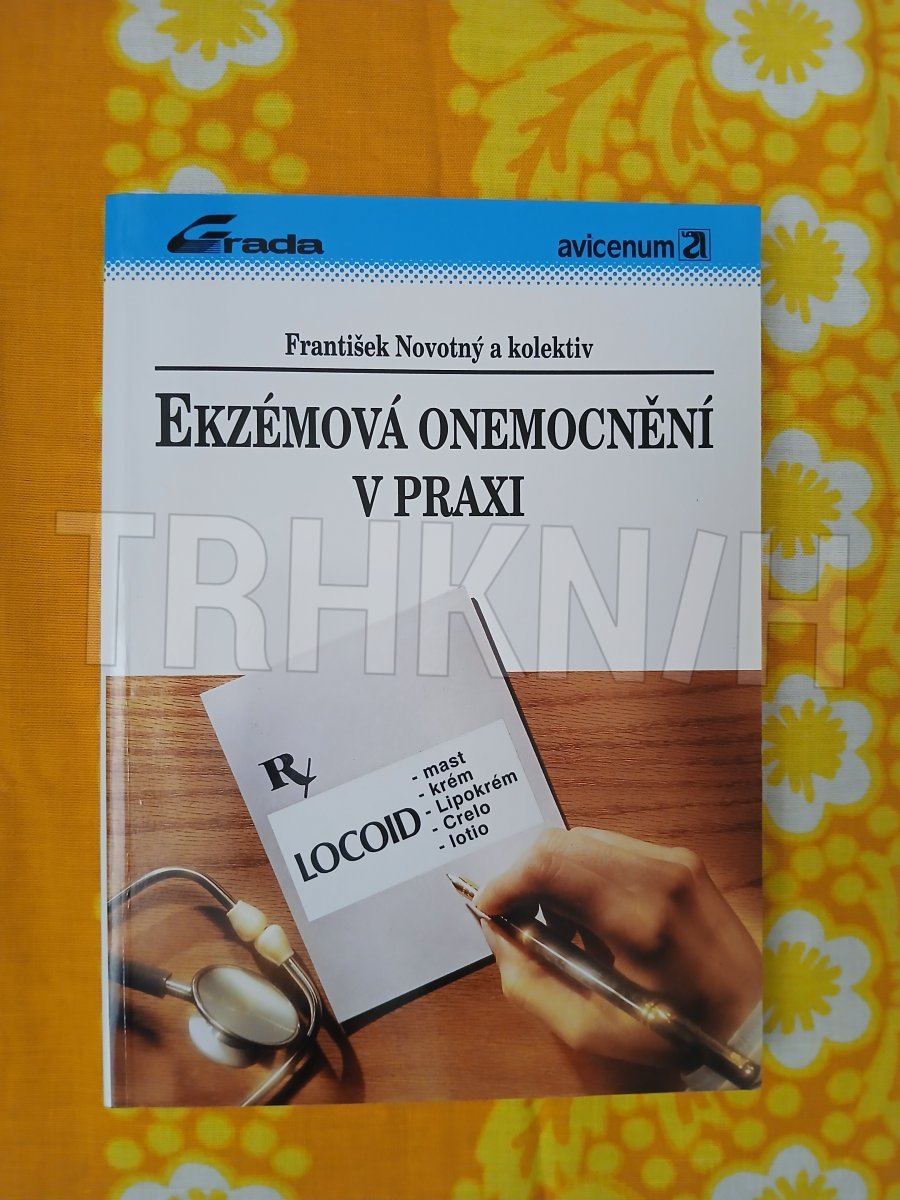 Grada
avicenum
František Novotný a kolektiv
EKZÉMOVÁ ONEMOCNĚNÍ
V PRAXI
TRHKNIH
R
LOCOID
- mast
- krém
- Lipokrém
- Crelo
- lotio